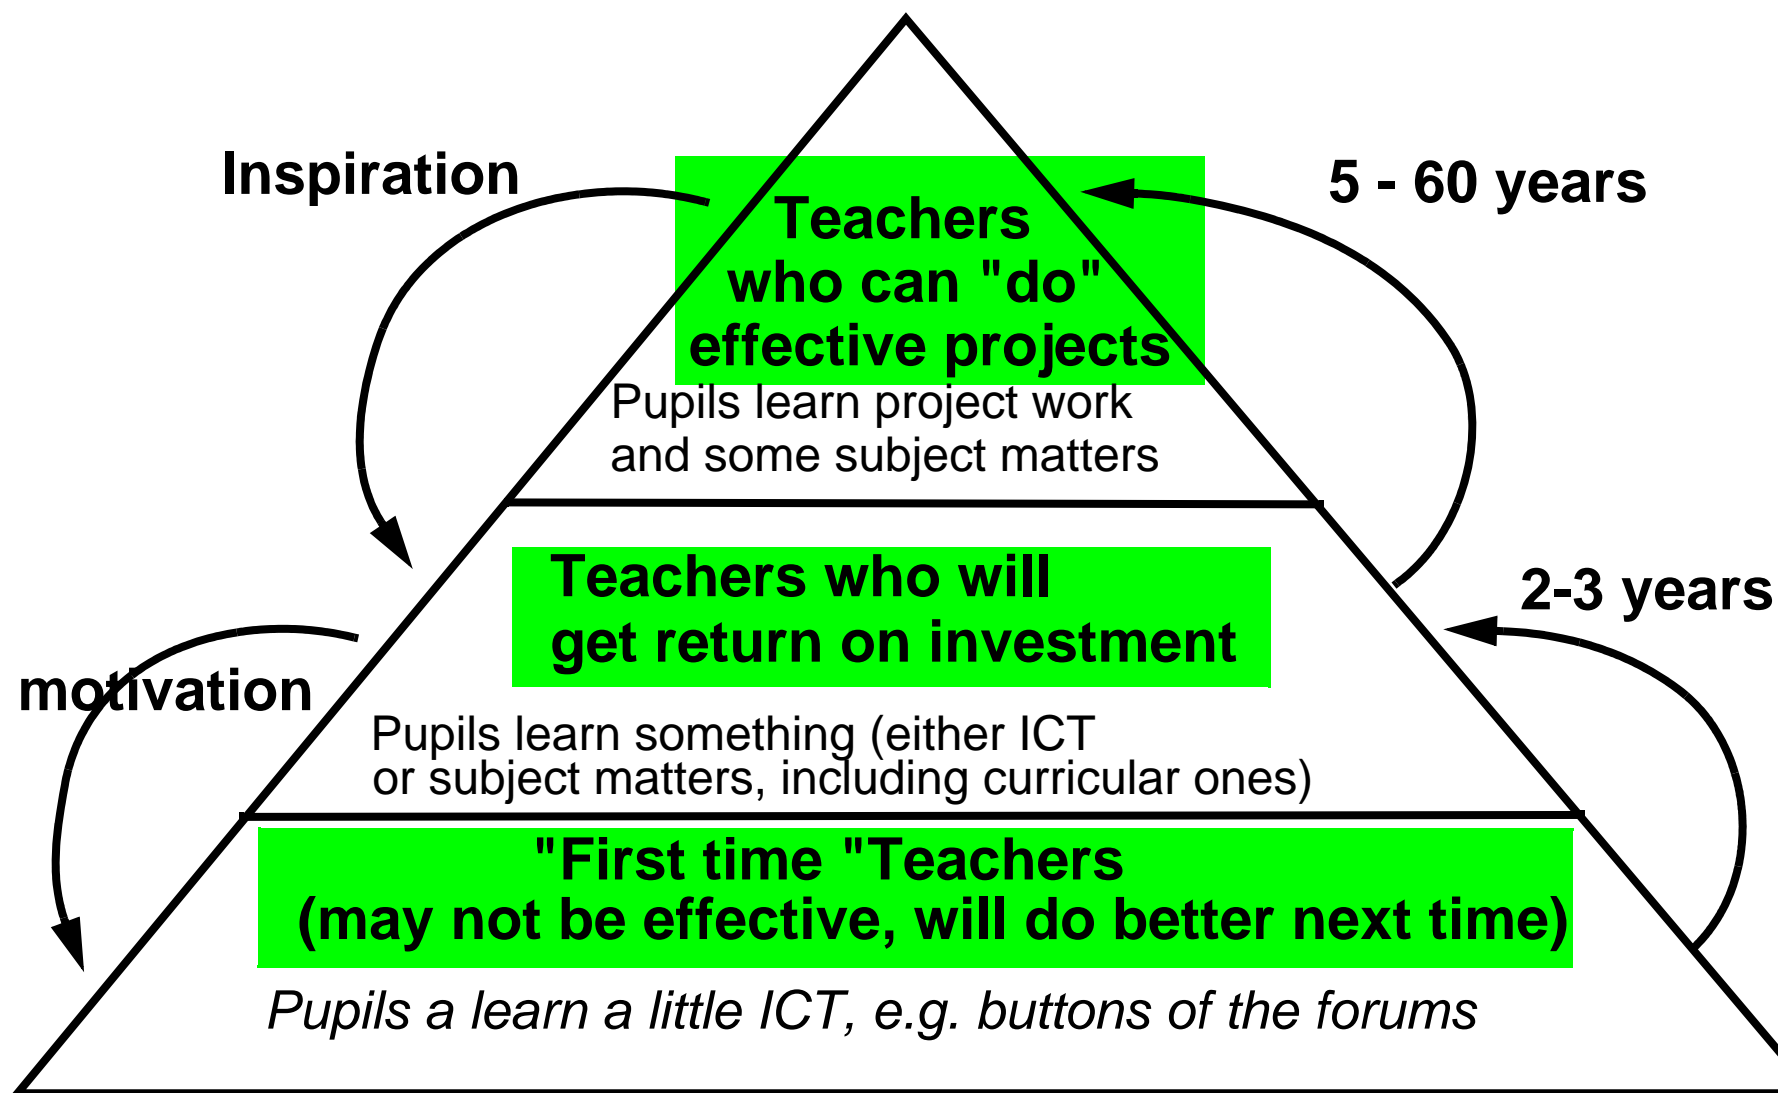 Inspiration
5 - 60 years
Teachers
who can "do"
effective projects
Pupils learn project work
and some subject matters
Teachers who will
get return on investment
2-3 years
motivation
Pupils learn something (either ICT
or subject matters, including curricular ones)
"First time "Teachers
(may not be effective, will do better next time)
Pupils a learn a little ICT, e.g. buttons of the forums